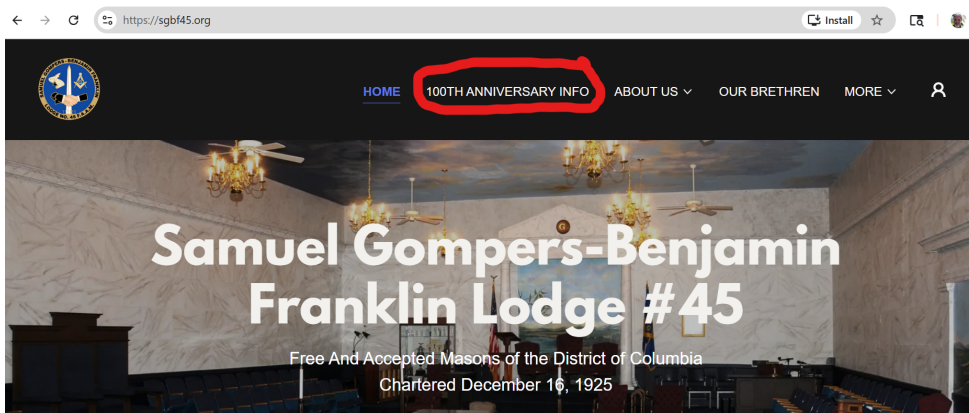 https://sgbf45.org
Install
HOME 100TH ANNIVERSARY INFO ABOUT US OUR BRETHREN MORE
Samuel Gompers-Benjamin
Franklin Lodge #45
Free And Accepted Masons of the District of Columbia
Chartered December 16, 1925
G